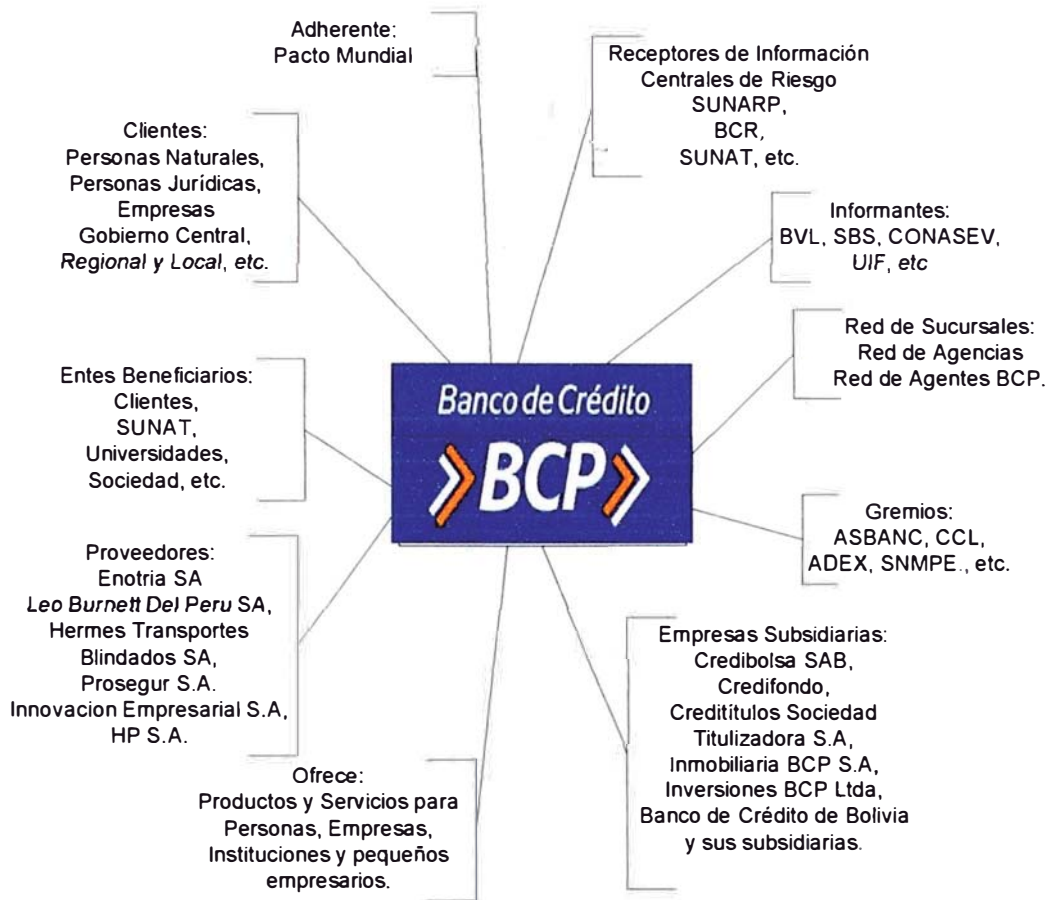 Adherente:
Pacto Mundial
Receptores de Información
Centrales de Riesgo
SUNARP,
BCR,
SUNAT, etc.
Clientes:
Personas Naturales,
Personas Jurídicas,
Empresas
Gobierno Central,
Regional y Local, etc.
Informantes:
BVL, SBS, CONASEV,
UIF, etc
Red de Sucursales:
Red de Agencias
Red de Agentes BCP.
Entes Beneficiarios:
Clientes,
SUNAT,
Universidades,
Sociedad, etc.
Banco de Crédito
BCP
Gremios:
ASBANC, CCL,
ADEX, SNMPE., etc.
Proveedores:
Enotria SA
Leo Burnett Del Peru SA,
Hermes Transportes
Blindados SA,
Prosegur S.A.
Innovacion Empresarial S.A,
HP S.A.
Empresas Subsidiarias:
Credibolsa SAB,
Credifondo,
Creditítulos Sociedad
Titulizadora S.A,
Inmobiliaria BCP S.A,
Inversiones BCP Ltda,
Banco de Crédito de Bolivia
y sus subsidiarias.
Ofrece:
Productos y Servicios para
Personas, Empresas,
Instituciones y pequeños
empresarios.